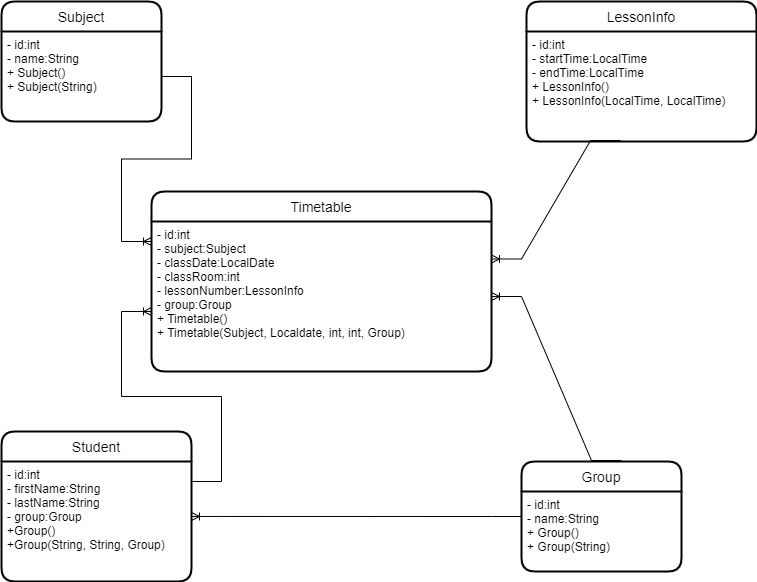 Subject
- id:int
- name:String
+ Subject()
+ Subject(String)
LessonInfo
- id:int
- startTime:LocalTime
- endTime:LocalTime
+ LessonInfo()
+ LessonInfo(LocalTime, LocalTime)
Timetable
- id:int
- subject:Subject
- classDate:LocalDate
- classRoom:int
- lessonNumber:LessonInfo
- group:Group
+ Timetable()
+ Timetable(Subject, Localdate, int, int, Group)
Student
- id:int
- firstName:String
- lastName:String
- group:Group
+Group()
+Group(String, String, Group)
Group
- id:int
- name:String
+ Group()
+ Group(String)